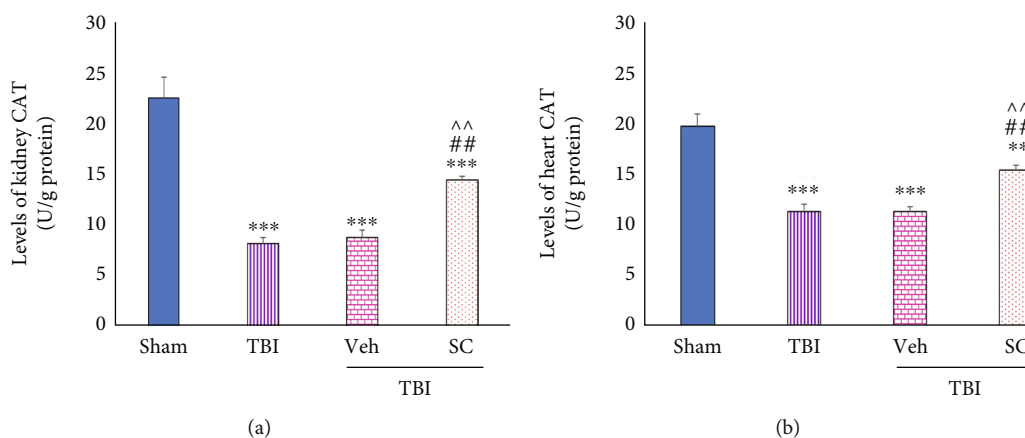 Levels of kidney CAT
(U/g protein)
30
25
20
15
10
5
0
***
***
^^
##
***
Sham
TBI
Veh
SC
TBI
(a)
Levels of heart CAT
(U/g protein)
30
25
20
15
10
5
0
***
***
^^
##
**
Sham
TBI
Veh
SC
TBI
(b)